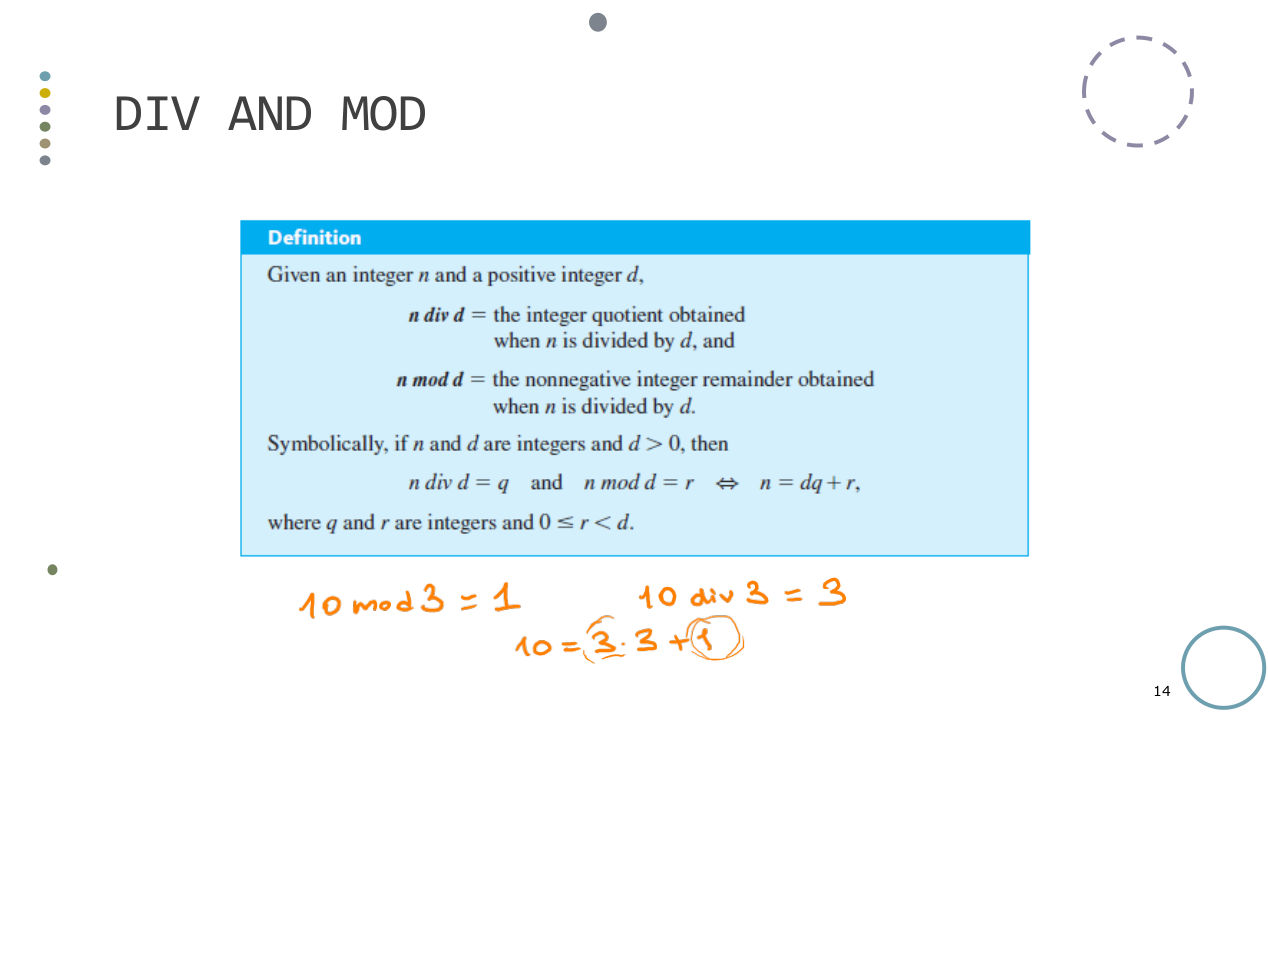 DIV AND MOD
Definition
Given an integer n and a positive integer d,
n div d = the integer quotient obtained
when n is divided by d, and
n mod d = the nonnegative integer remainder obtained
when n is divided by d.
Symbolically, if n and d are integers and d > 0, then
n div d = q and n mod d = r ⇔ n = dq + r,
where q and r are integers and 0 ≤ r < d.
10 mod 3 = 1 10 div 3 = 3
10 = 3 · 3 + 1
14